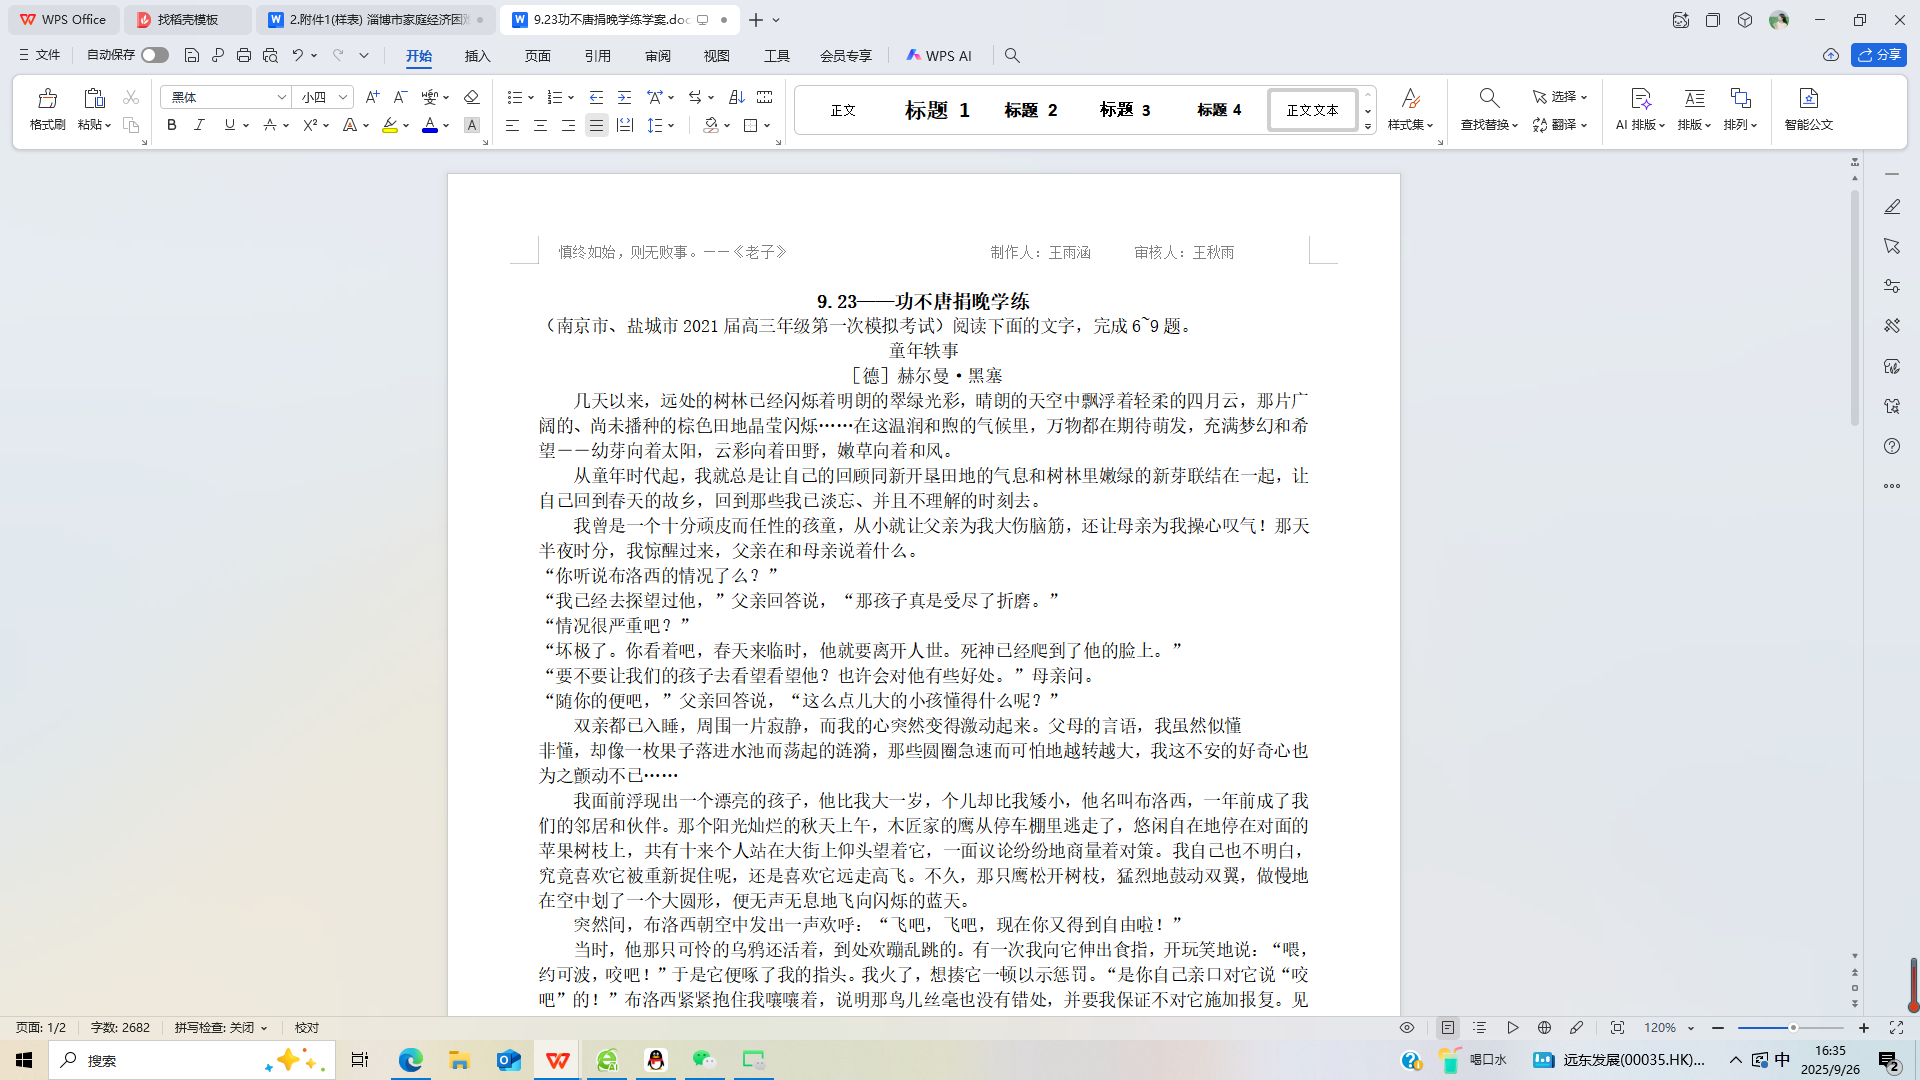 WPS Office
找稻壳模板
2.附件1(样表) 淄博市家庭经济困
9.23功不唐捐晚学练学案.doc
文件
自动保存
开始
插入
页面
引用
审阅
视图
工具
会员专享
WPS AI
分享
格式刷
粘贴
黑体
小四
正文
标题 1
标题 2
标题 3
标题 4
正文文本
样式集
查找替换
选择
翻译
AI 排版
排版
排列
智能公文
慎终如始，则无败事。——《老子》 制作人：王雨涵 审核人：王秋雨
9.23——功不唐捐晚学练
（南京市、盐城市 2021 届高三年级第一次模拟考试）阅读下面的文字，完成 6~9 题。
童年轶事
［德］赫尔曼·黑塞
几天以来，远处的树林已经闪烁着明朗的翠绿光彩，晴朗的天空中飘浮着轻柔的四月云，那片广
阔的、尚未播种的棕色田地晶莹闪烁……在这温润和煦的气候里，万物都在期待萌发，充满梦幻和希
望——幼芽向着太阳，云彩向着田野，嫩草向着和风。
从童年时代起，我就总是让自己的回顾同新开垦田地的气息和树林里嫩绿的新芽联结在一起，让
自己回到春天的故乡，回到那些我已淡忘、并且不理解的时刻去。
我曾是一个十分顽皮而任性的孩童，从小就让父亲为我大伤脑筋，还让母亲为我操心叹气！那天
半夜时分，我惊醒过来，父亲在和母亲说着什么。
“你听说布洛西的情况了么？”
“我已经去探望过他，”父亲回答说，“那孩子真是受尽了折磨。”
“情况很严重吧？”
“坏极了。你看着吧，春天来临时，他就要离开人世。死神已经爬到了他的脸上。”
“要不要让我们的孩子去看望看望他？也许会对他有些好处。”母亲问。
“随你的便吧，”父亲回答说，“这么点儿大的小孩懂得什么呢？”
双亲都已入睡，周围一片寂静，而我的心突然变得激动起来。父母的言语，我虽然似懂
非懂，却像一枚果子落进水池而荡起的涟漪，那些圆圈急速而可怕地越转越大，我这不安的好奇心也
为之颤动不已……
我面前浮现出一个漂亮的孩子，他比我大一岁，个儿却比我矮小，他名叫布洛西，一年前成了我
们的邻居和伙伴。那个阳光灿烂的秋天上午，木匠家的鹰从停车棚里逃走了，悠闲自在地停在对面的
苹果树枝上，共有十来个人站在大街上仰头望着它，一面议论纷纷地商量着对策。我自己也不明白，
究竟喜欢它被重新捉住呢，还是喜欢它远走高飞。不久，那只鹰松开树枝，猛烈地鼓动双翼，做慢地
在空中划了一个大圆形，便无声无息地飞向闪烁的蓝天。
突然间，布洛西朝空中发出一声欢呼：“飞吧，飞吧，现在你又得到自由啦！”
当时，他那只可怜的乌鸦还活着，到处欢蹦乱跳的。有一次我向它伸出食指，开玩笑地说：“喂，
约可波，咬吧！”于是它便啄了我的指头。我火了，想揍它一顿以示惩罚。“是你自己亲口对它说“咬
吧”的！”布洛西紧紧抱住我嚷嚷着，说明那鸟儿丝毫也没有错处，并要我保证不对它施加报复。见
页面: 1/2
字数: 2682
拼写检查: 关闭
校对
120%
搜索
喝口水
远东发展(00035.HK)...
中
16:35
2025/9/26
2